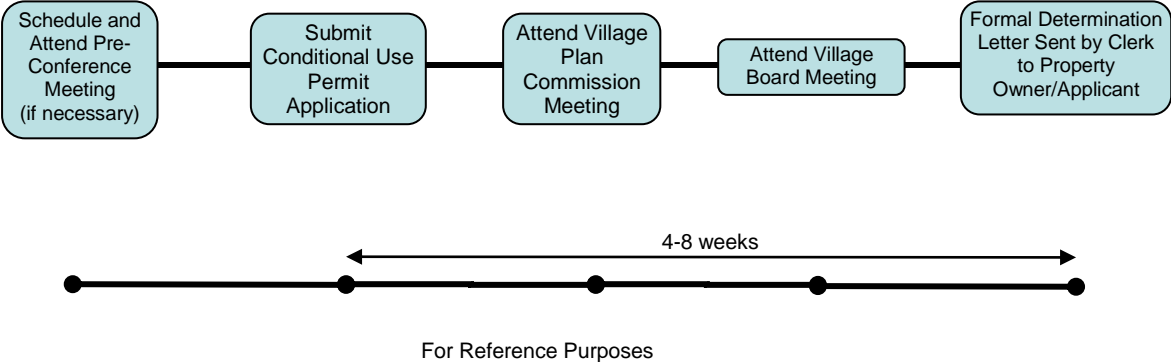 Schedule and
Attend Pre-
Conference
Meeting
(if necessary)
Submit
Conditional Use
Permit
Application
Attend Village
Plan
Commission
Meeting
Attend Village
Board Meeting
Formal Determination
Letter Sent by Clerk
to Property
Owner/Applicant
4-8 weeks
For Reference Purposes